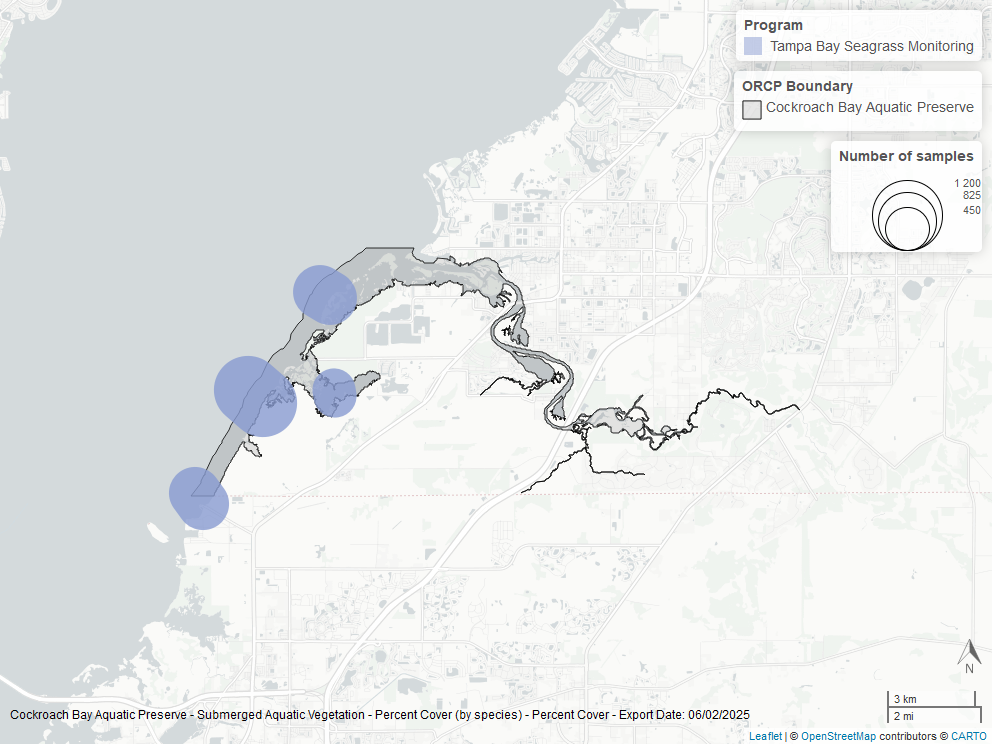 Program
Tampa Bay Seagrass Monitoring
ORCP Boundary
Cockroach Bay Aquatic Preserve
Number of samples
1 200
825
450
N
3 km
2 mi
Cockroach Bay Aquatic Preserve - Submerged Aquatic Vegetation - Percent Cover (by species) - Percent Cover - Export Date: 06/02/2025
Leaflet | © OpenStreetMap contributors © CARTO